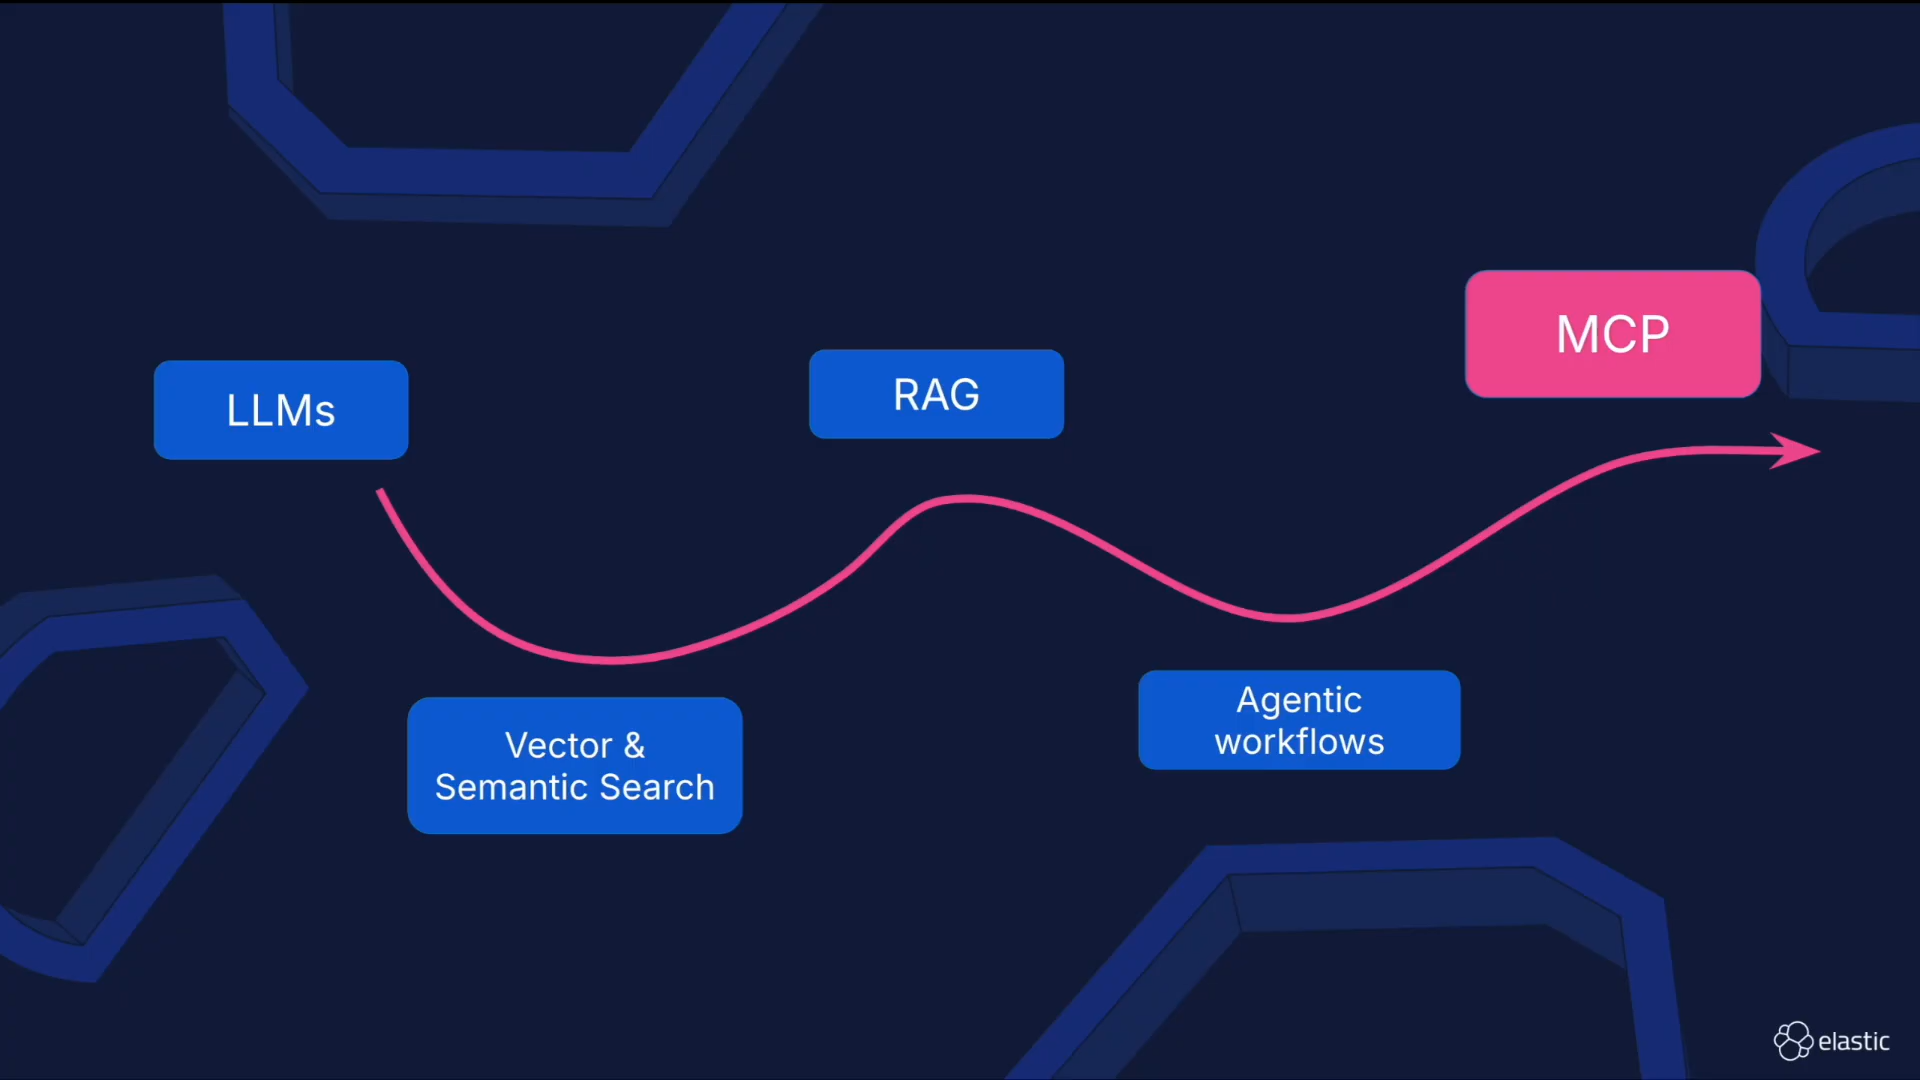 LLMs
Vector &
Semantic Search
RAG
Agentic
workflows
MCP
elastic